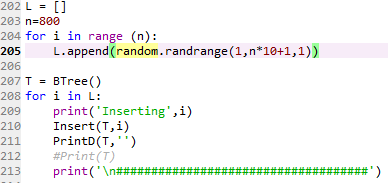 202 L = []
203 n=800
204 for i in range (n):
205     L.append(random.randrange(1,n*10+1,1))
206
207 T = BTree()
208 for i in L:
209     print('Inserting',i)
210     Insert(T,i)
211     PrintD(T,'')
212     #Print(T)
213     print('\n####################################')